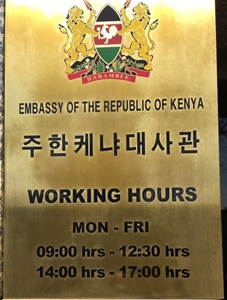 HARAMBEE
EMBASSY OF THE REPUBLIC OF KENYA
주한케냐대사관
WORKING HOURS
MON - FRI
09:00 hrs - 12:30 hrs
14:00 hrs - 17:00 hrs